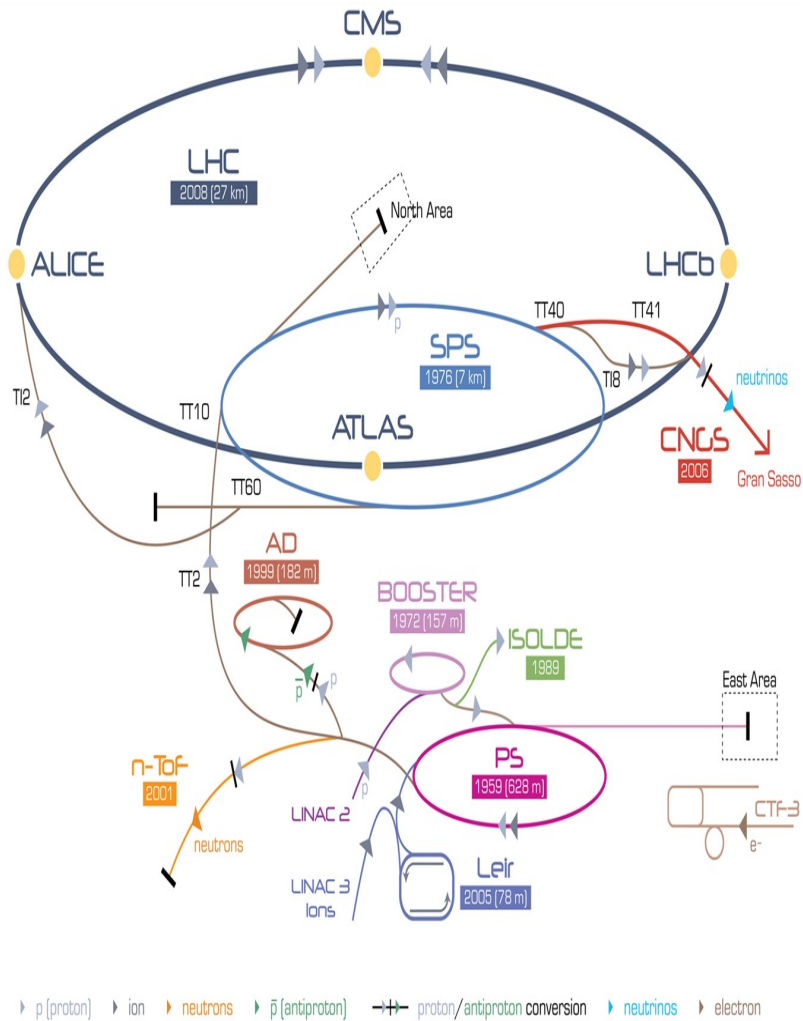 CMS
LHC
2008 (27 km)
North Area
ALICE
LHCb
TT40
TT41
p
SPS
1976 (7 km)
TI8
neutrinos
TI2
TT10
ATLAS
CNGS
2006
Gran Sasso
TT60
AD
1999 (182 m)
TT2
BOOSTER
1972 (157 m)
ISOLDE
1989
p̅
p
East Area
n-ToF
2001
PS
1959 (628 m)
p
LINAC 2
neutrons
CTF-3
e-
LINAC 3
Ions
Leir
2005 (78 m)
p (proton)
ion
neutrons
p̅ (antiproton)
proton/antiproton conversion
neutrinos
electron